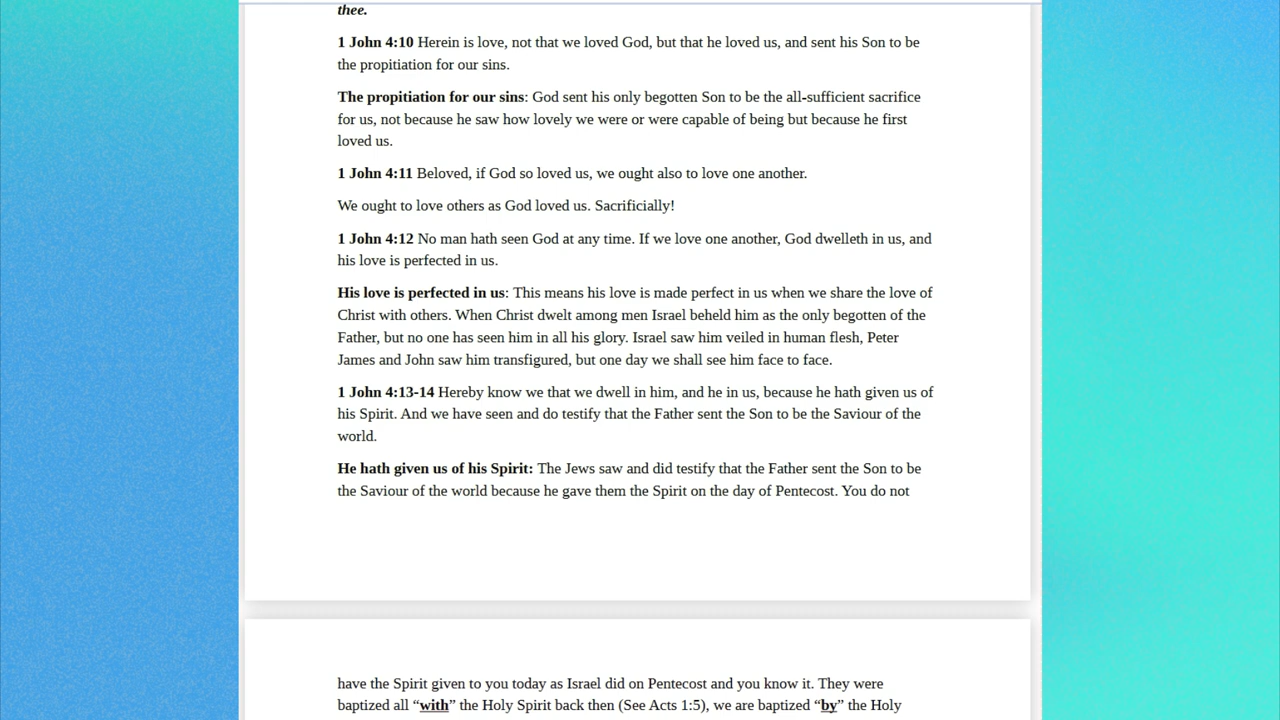 thee.
1 John 4:10 Herein is love, not that we loved God, but that he loved us, and sent his Son to be
the propitiation for our sins.
The propitiation for our sins: God sent his only begotten Son to be the all-sufficient sacrifice
for us, not because he saw how lovely we were or were capable of being but because he first
loved us.
1 John 4:11 Beloved, if God so loved us, we ought also to love one another.
We ought to love others as God loved us. Sacrificially!
1 John 4:12 No man hath seen God at any time. If we love one another, God dwelleth in us, and
his love is perfected in us.
His love is perfected in us: This means his love is made perfect in us when we share the love of
Christ with others. When Christ dwelt among men Israel beheld him as the only begotten of the
Father, but no one has seen him in all his glory. Israel saw him veiled in human flesh, Peter
James and John saw him transfigured, but one day we shall see him face to face.
1 John 4:13-14 Hereby know we that we dwell in him, and he in us, because he hath given us of
his Spirit. And we have seen and do testify that the Father sent the Son to be the Saviour of the
world.
He hath given us of his Spirit: The Jews saw and did testify that the Father sent the Son to be
the Saviour of the world because he gave them the Spirit on the day of Pentecost. You do not
have the Spirit given to you today as Israel did on Pentecost and you know it. They were
baptized all “with” the Holy Spirit back then (See Acts 1:5), we are baptized “by” the Holy